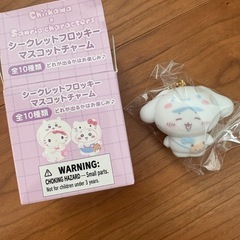 Chiikawa
×
Sanrio characters
シークレットフロッキー
マスコットチャーム
全10種類
どれが出るかはお楽しみ♪
シークレットフロッキー
マスコットチャーム
全10種類
どれが出るかはお楽しみ♪
WARNING:
CHOKING HAZARD — Small parts.
Not for children under 3 years.